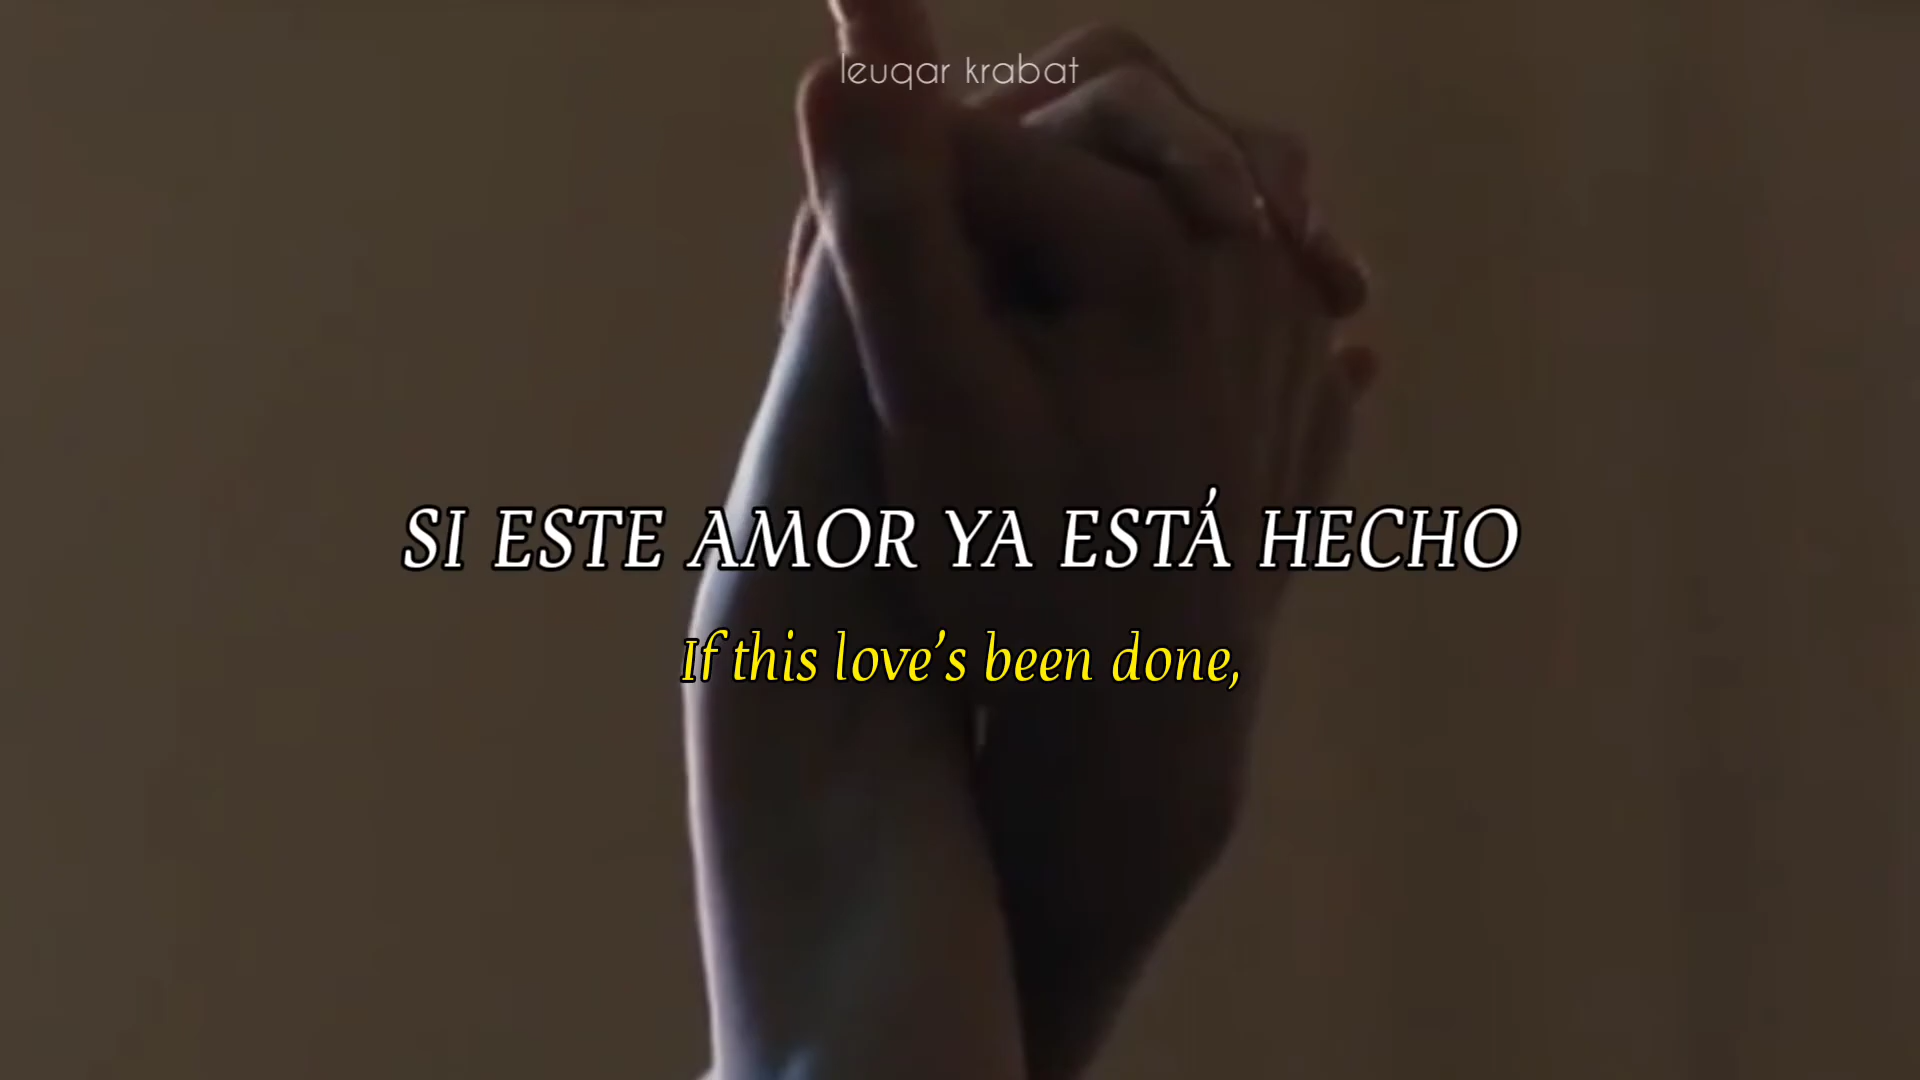 leuqar krabat
SI ESTE AMOR YA ESTÁ HECHO
If this love’s been done,